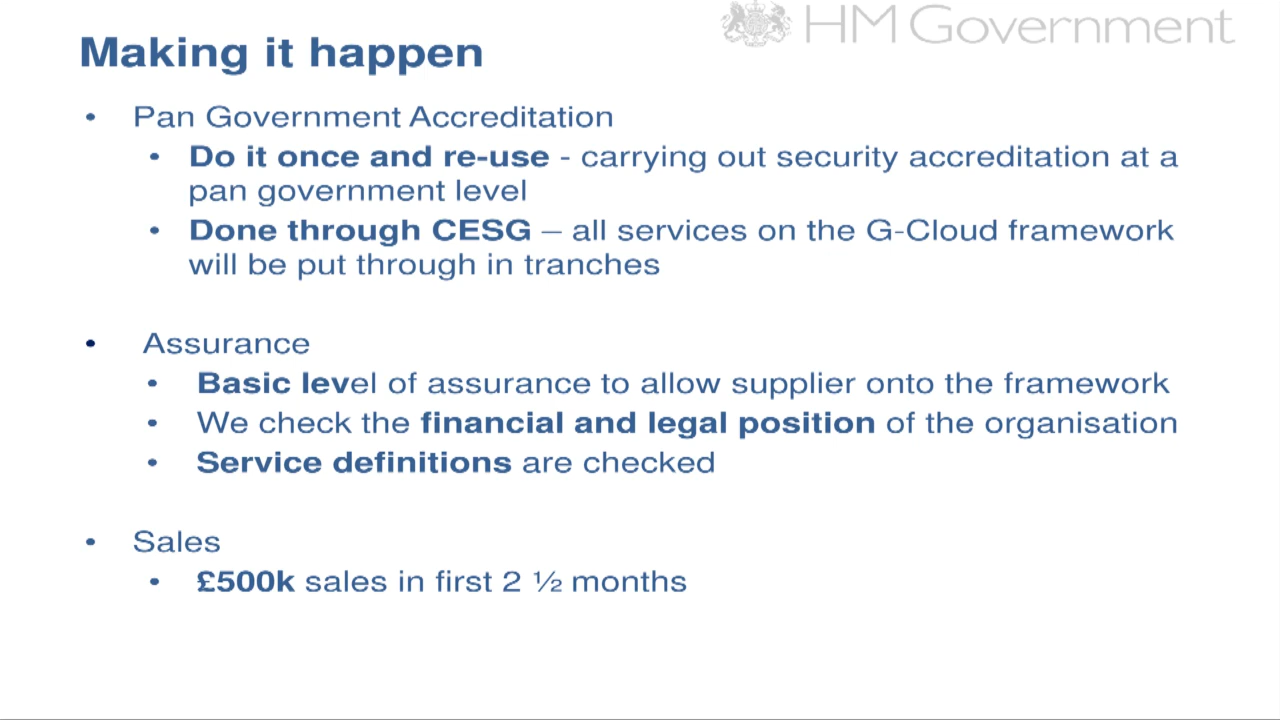 HM Government
Making it happen
• Pan Government Accreditation
• Do it once and re-use - carrying out security accreditation at a
pan government level
• Done through CESG – all services on the G-Cloud framework
will be put through in tranches
• Assurance
• Basic level of assurance to allow supplier onto the framework
• We check the financial and legal position of the organisation
• Service definitions are checked
• Sales
• £500k sales in first 2 ½ months